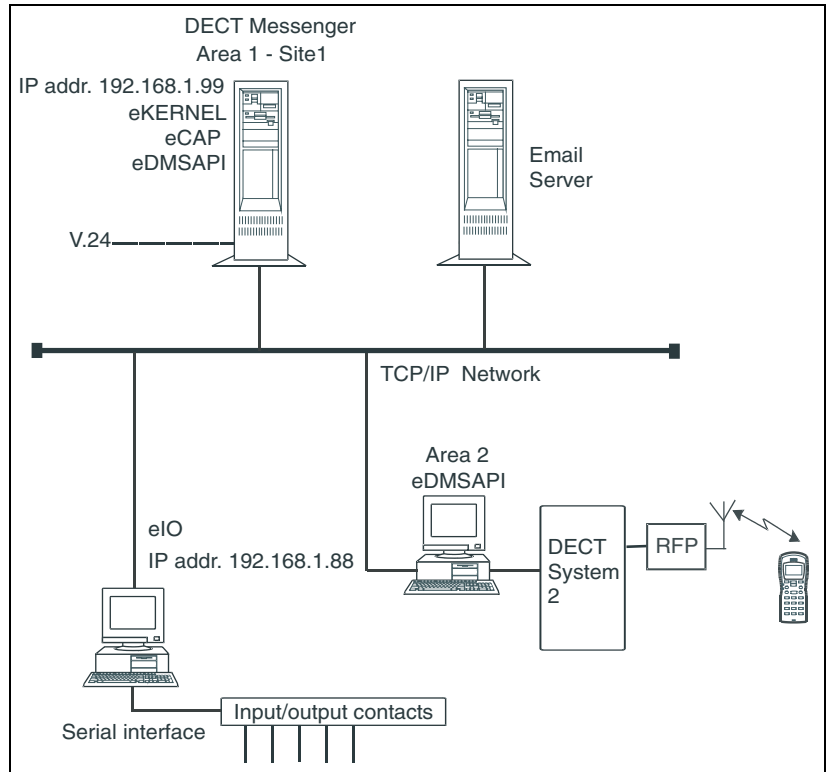 DECT Messenger
Area 1 - Site1
IP addr. 192.168.1.99
eKERNEL
eCAP
eDMSAPI
Email
Server
V.24
TCP/IP Network
Area 2
eDMSAPI
eIO
IP addr. 192.168.1.88
DECT
System
2
RFP
Input/output contacts
Serial interface